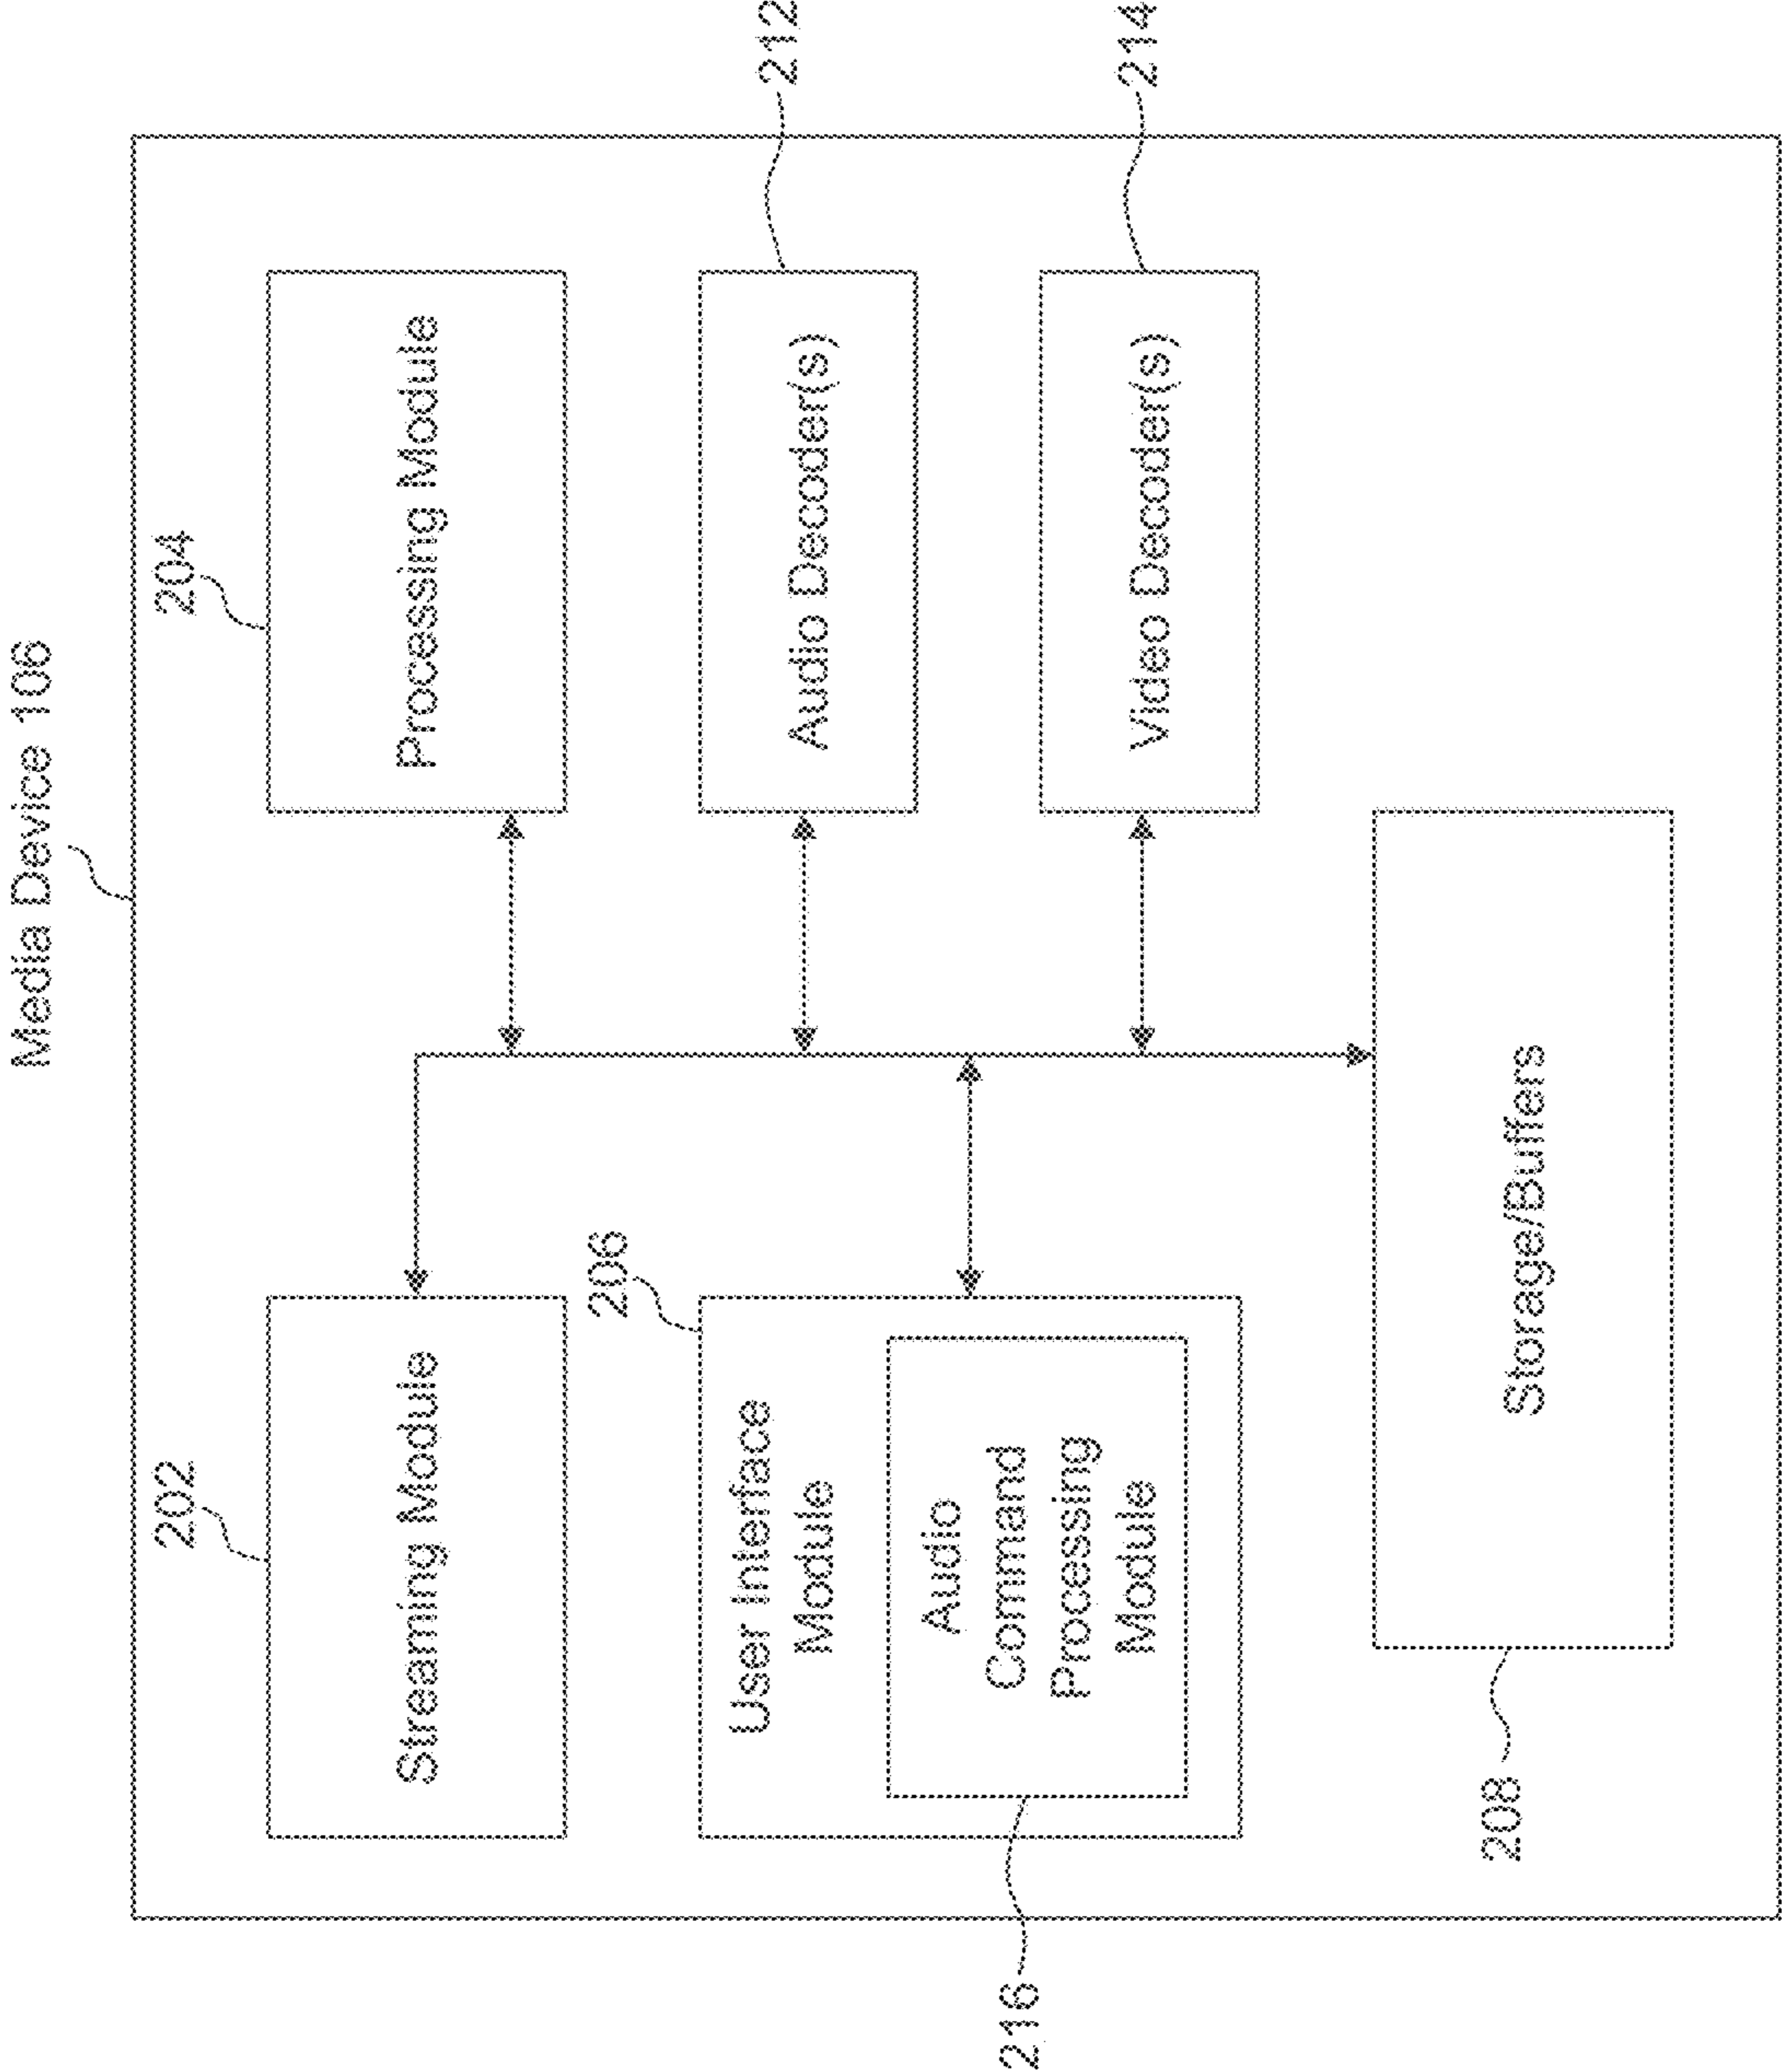 Media Device 106
202
204
Streaming Module
Processing Module
206
212
User Interface
Module
Audio Decoder(s)
Audio
Command
Processing
Module
216
214
Video Decoder(s)
208
Storage/Buffers